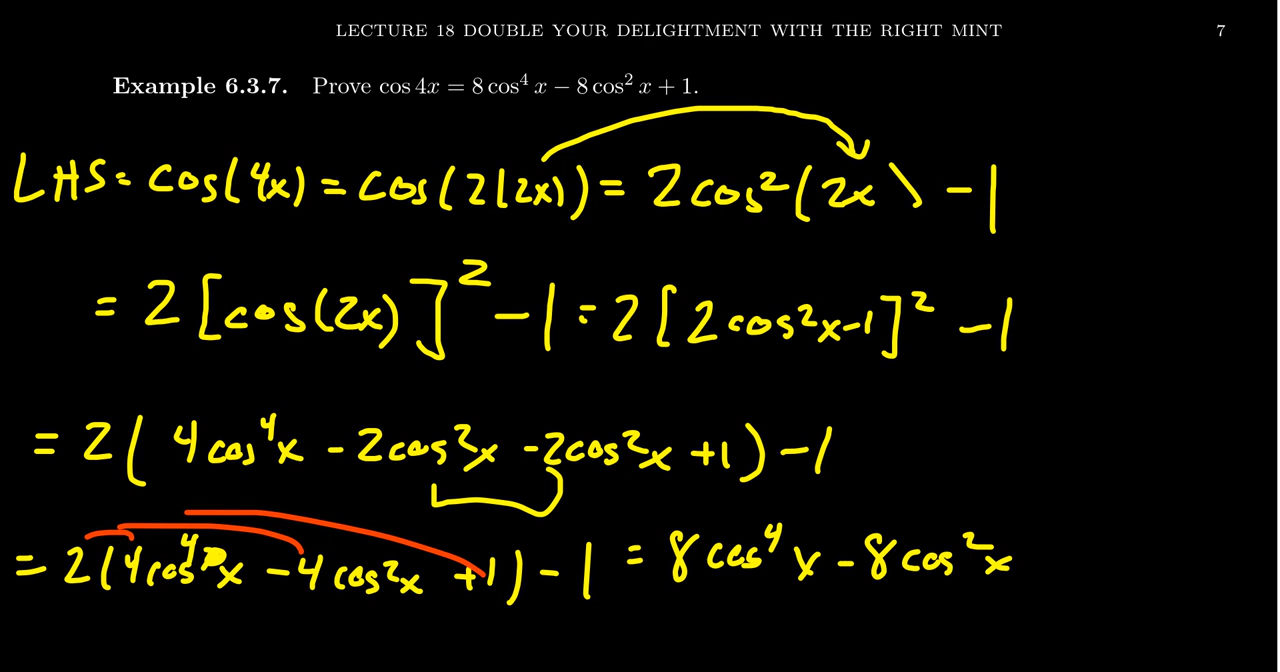 LECTURE 18 DOUBLE YOUR DELIGHTMENT WITH THE RIGHT MINT 7
Example 6.3.7. Prove cos 4x = 8 cos⁴ x − 8 cos² x + 1.
LHS = cos(4x) = cos(2(2x)) = 2cos²(2x) − 1
= 2[cos(2x)]² − 1 = 2[2cos²x − 1]² − 1
= 2(4cos⁴x − 2cos²x − 2cos²x + 1) − 1
= 2(4cos⁴x − 4cos²x + 1) − 1 = 8cos⁴x − 8cos²x